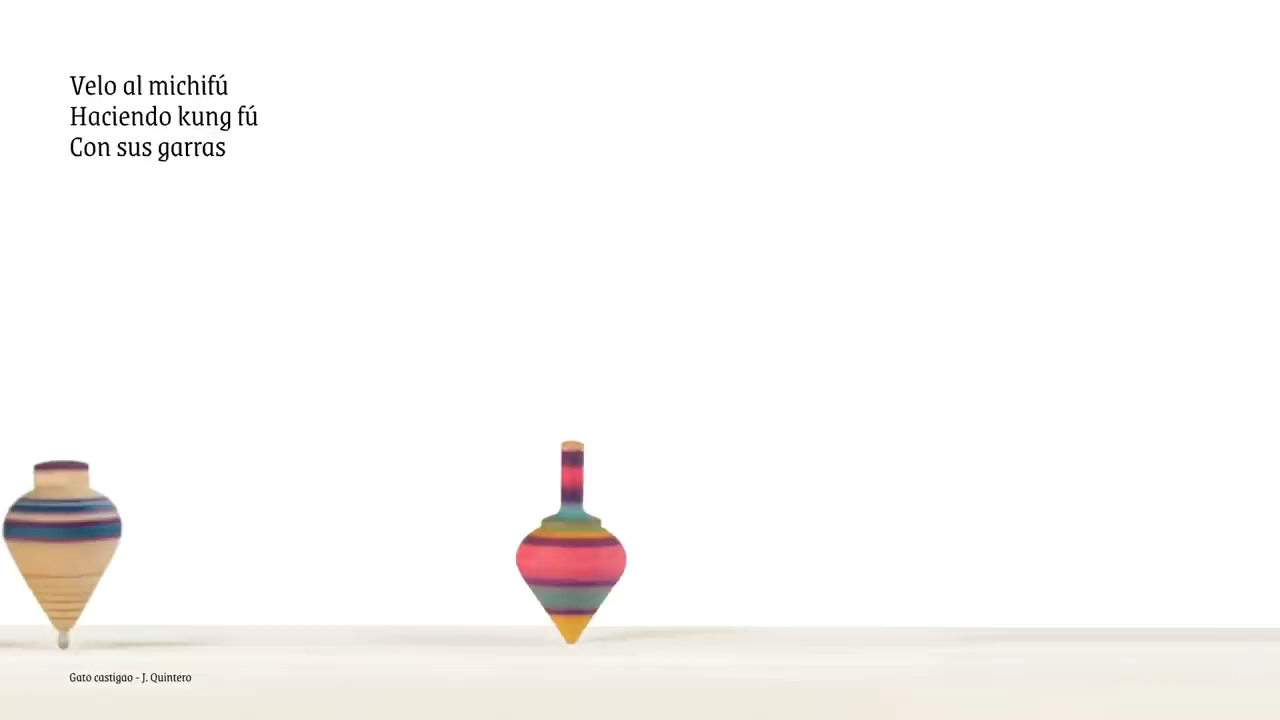 Velo al michifú
Haciendo kung fú
Con sus garras
Gato castigao - J. Quintero